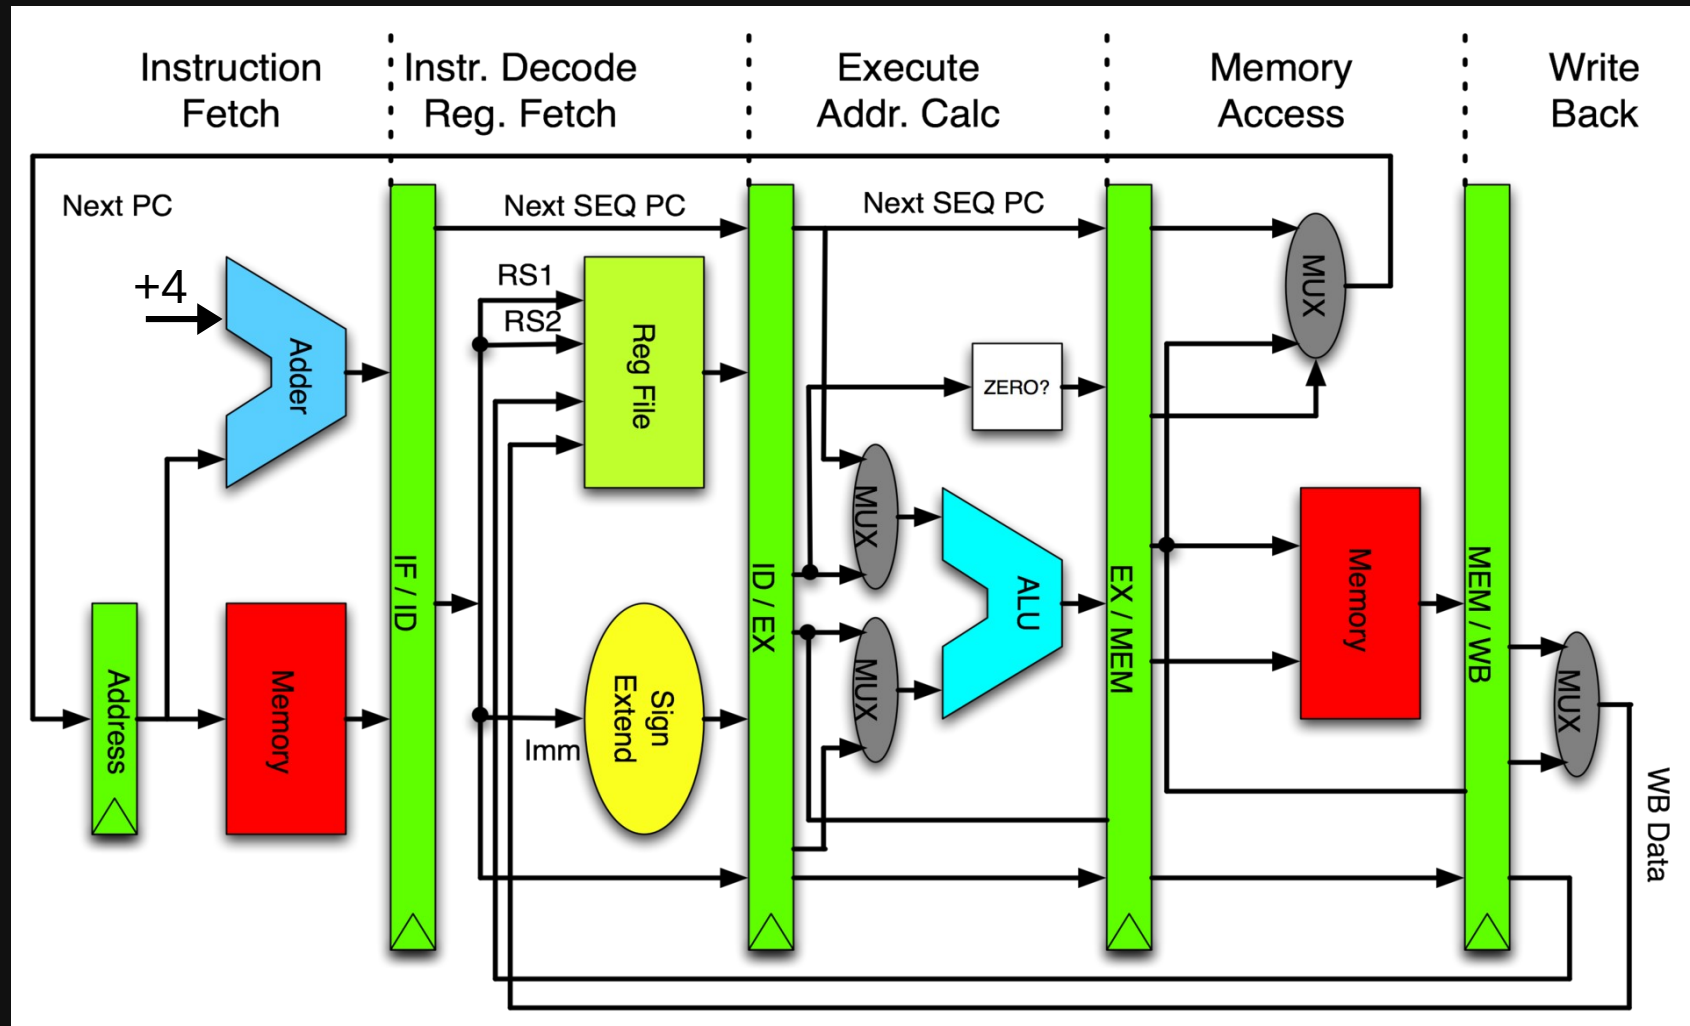 Instruction
Fetch
Instr. Decode
Reg. Fetch
Execute
Addr. Calc
Memory
Access
Write
Back
Next PC
Next SEQ PC
Next SEQ PC
+4
Adder
RS1
RS2
Reg File
MUX
ZERO?
MUX
ALU
MUX
IF / ID
ID / EX
EX / MEM
MEM / WB
Memory
Address
Memory
Sign
Extend
Imm
MUX
WB Data